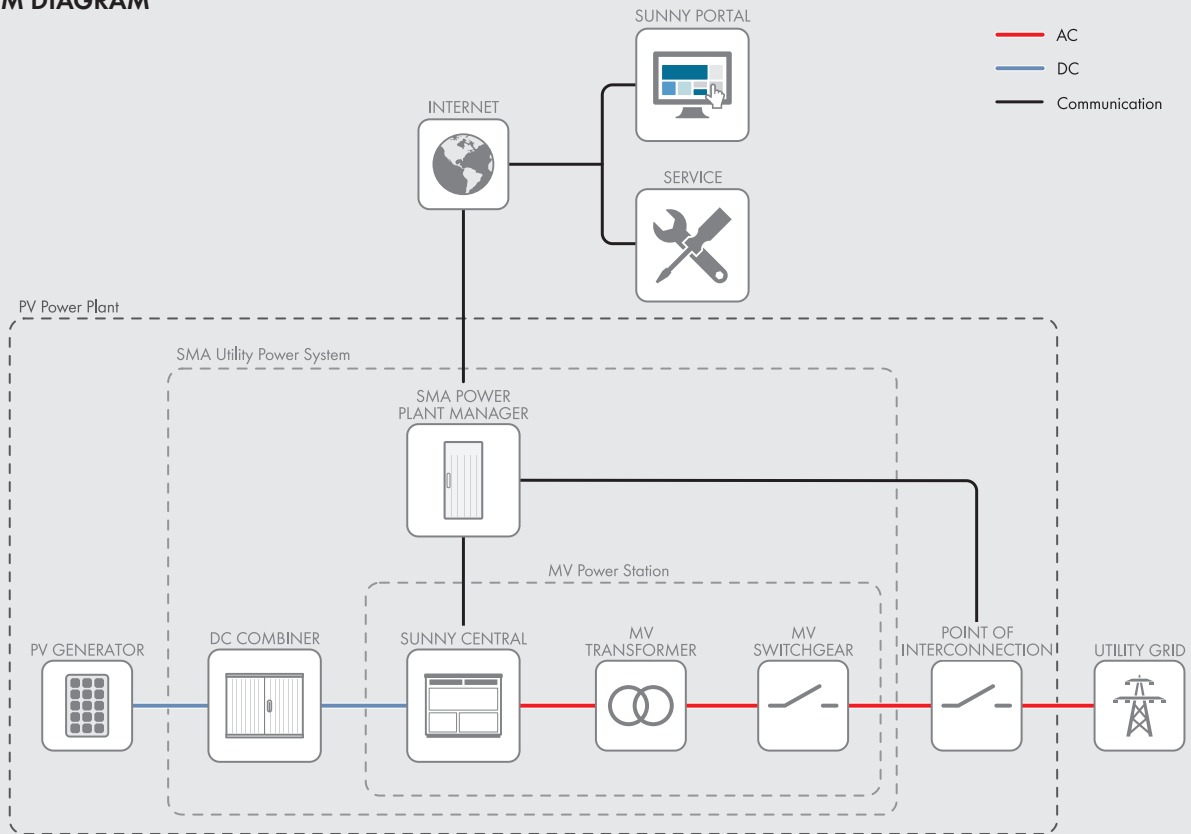 M DIAGRAM
SUNNY PORTAL
AC
DC
Communication
INTERNET
SERVICE
PV Power Plant
SMA Utility Power System
SMA POWER
PLANT MANAGER
MV Power Station
PV GENERATOR
DC COMBINER
SUNNY CENTRAL
MV
TRANSFORMER
MV
SWITCHGEAR
POINT OF
INTERCONNECTION
UTILITY GRID